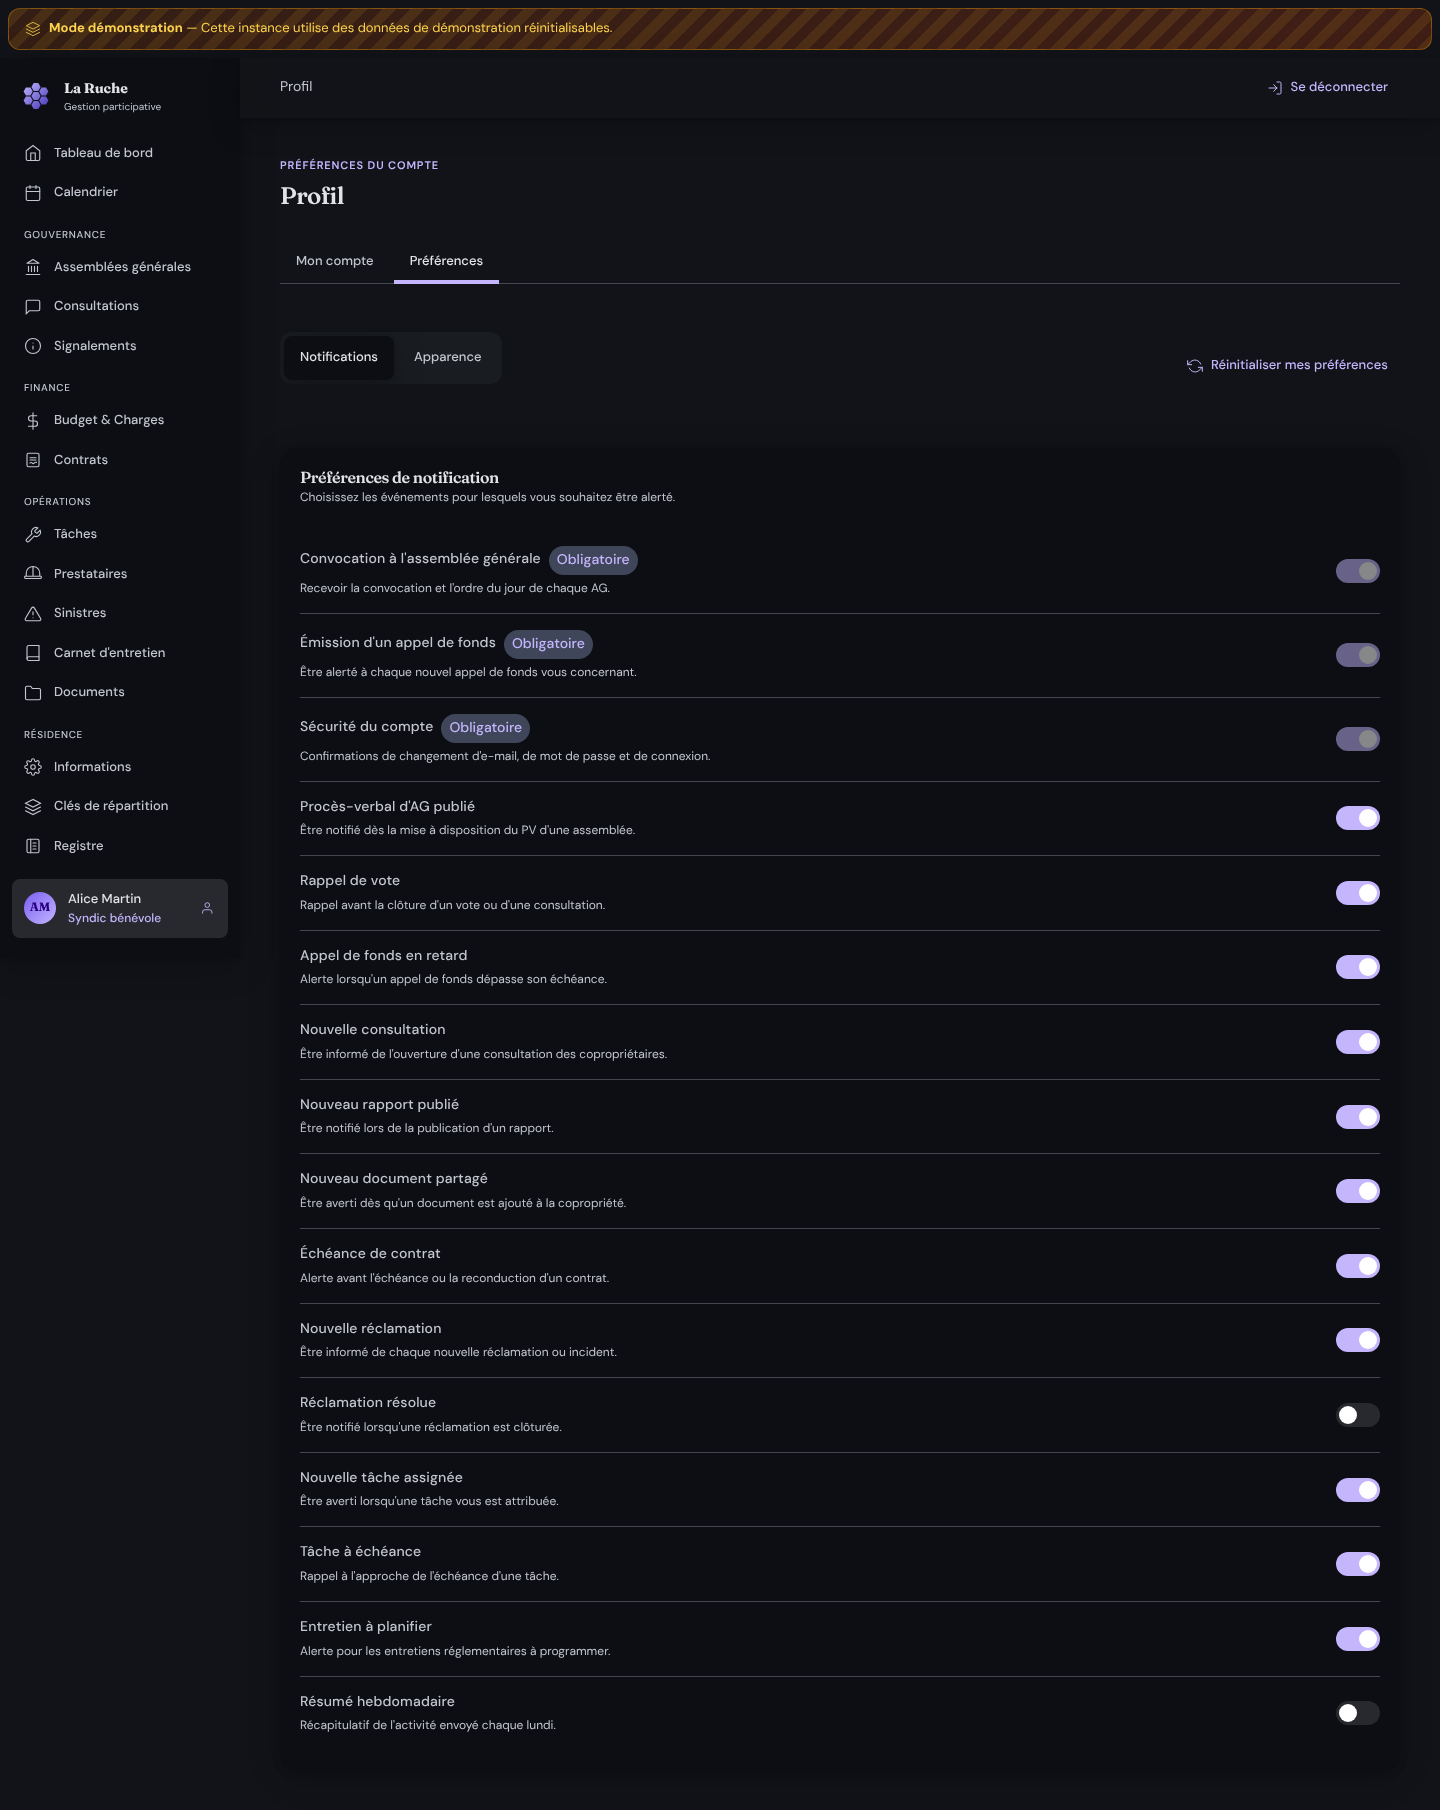 Mode démonstration — Cette instance utilise des données de démonstration réinitialisables.
La Ruche
Gestion participative
Tableau de bord
Calendrier
GOUVERNANCE
Assemblées générales
Consultations
Signalements
FINANCE
Budget & Charges
Contrats
OPÉRATIONS
Tâches
Prestataires
Sinistres
Carnet d'entretien
Documents
RÉSIDENCE
Informations
Clés de répartition
Registre
AM
Alice Martin
Syndic bénévole
Profil
Se déconnecter
PRÉFÉRENCES DU COMPTE
Profil
Mon compte
Préférences
Notifications
Apparence
Réinitialiser mes préférences
Préférences de notification
Choisissez les événements pour lesquels vous souhaitez être alerté.
Convocation à l'assemblée générale Obligatoire
Recevoir la convocation et l'ordre du jour de chaque AG.
Émission d'un appel de fonds Obligatoire
Être alerté à chaque nouvel appel de fonds vous concernant.
Sécurité du compte Obligatoire
Confirmations de changement d'e-mail, de mot de passe et de connexion.
Procès-verbal d'AG publié
Être notifié dès la mise à disposition du PV d'une assemblée.
Rappel de vote
Rappel avant la clôture d'un vote ou d'une consultation.
Appel de fonds en retard
Alerte lorsqu'un appel de fonds dépasse son échéance.
Nouvelle consultation
Être informé de l'ouverture d'une consultation des copropriétaires.
Nouveau rapport publié
Être notifié lors de la publication d'un rapport.
Nouveau document partagé
Être averti dès qu'un document est ajouté à la copropriété.
Échéance de contrat
Alerte avant l'échéance ou la reconduction d'un contrat.
Nouvelle réclamation
Être informé de chaque nouvelle réclamation ou incident.
Réclamation résolue
Être notifié lorsqu'une réclamation est clôturée.
Nouvelle tâche assignée
Être averti lorsqu'une tâche vous est attribuée.
Tâche à échéance
Rappel à l'approche de l'échéance d'une tâche.
Entretien à planifier
Alerte pour les entretiens réglementaires à programmer.
Résumé hebdomadaire
Récapitulatif de l'activité envoyé chaque lundi.